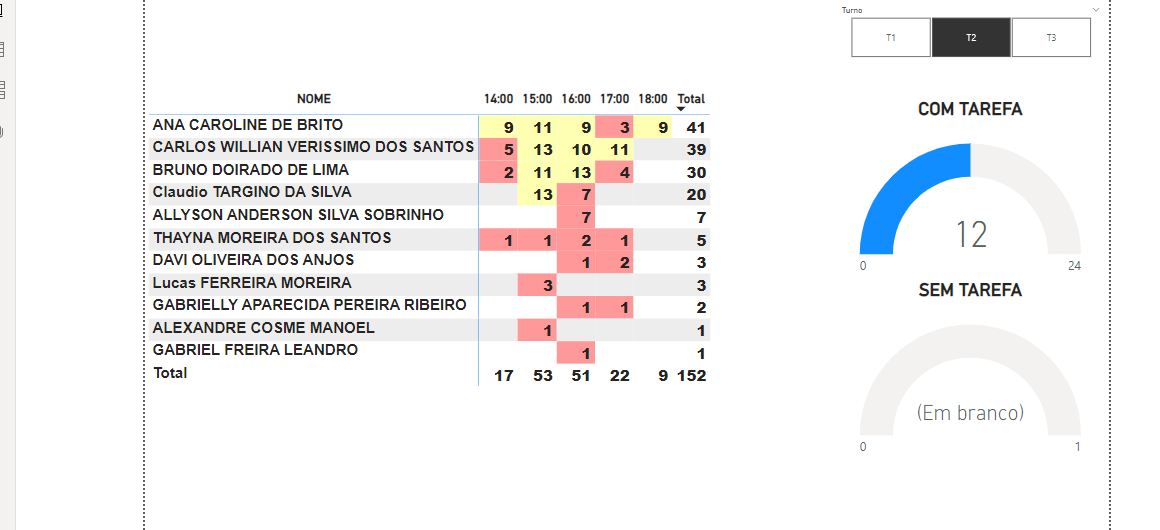 Turno
T1 T2 T3
NOME 14:00 15:00 16:00 17:00 18:00 Total
ANA CAROLINE DE BRITO 9 11 9 3 9 41
CARLOS WILLIAN VERISSIMO DOS SANTOS 5 13 10 11 39
BRUNO DOIRADO DE LIMA 2 11 13 4 30
Claudio TARGINO DA SILVA 13 7 20
ALLYSON ANDERSON SILVA SOBRINHO 7 7
THAYNA MOREIRA DOS SANTOS 1 1 2 1 5
DAVI OLIVEIRA DOS ANJOS 1 2 3
Lucas FERREIRA MOREIRA 3 3
GABRIELLY APARECIDA PEREIRA RIBEIRO 1 1 2
ALEXANDRE COSME MANOEL 1 1
GABRIEL FREIRA LEANDRO 1 1
Total 17 53 51 22 9 152
COM TAREFA
12
0 24
SEM TAREFA
(Em branco)
0 1